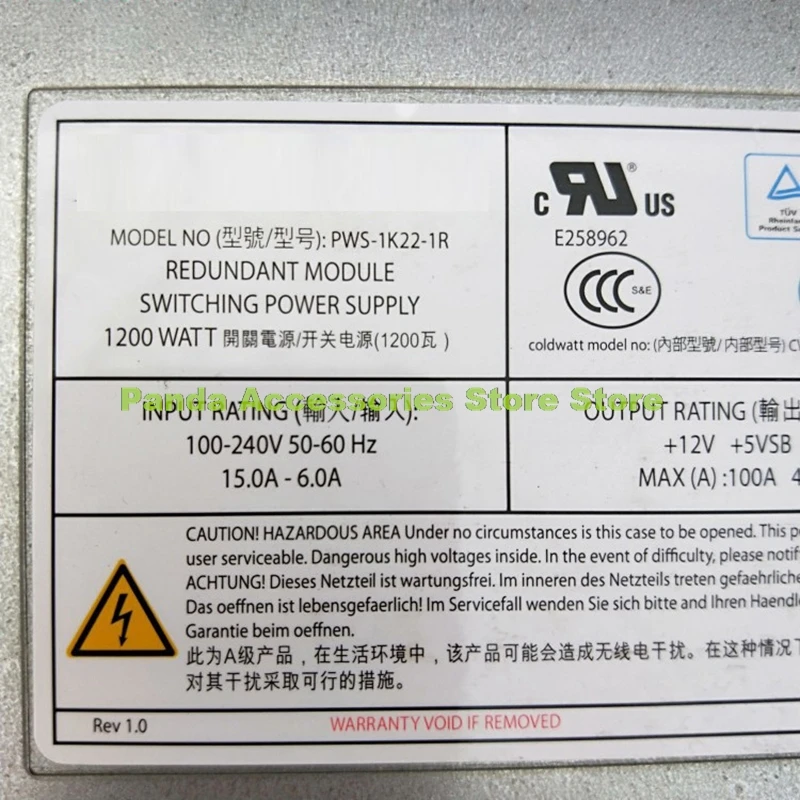 MODEL NO (型號/型号): PWS-1K22-1R
REDUNDANT MODULE
SWITCHING POWER SUPPLY
1200 WATT 開關電源/开关电源(1200瓦 )
C RU ® US
E258962
CCC S&E
TÜV
Rheinland
Product
coldwatt model no: (內部型號/ 内部型号)
Panda Accessories Store Store
INPUT RATING (輸入/输入):
100-240V 50-60 Hz
15.0A - 6.0A
OUTPUT RATING (輸出
+12V +5VSB
MAX (A) :100A 4
CAUTION! HAZARDOUS AREA Under no circumstances is this case to be opened. This
user serviceable. Dangerous high voltages inside. In the event of difficulty, please
ACHTUNG! Dieses Netzteil ist wartungsfrei. Im inneren des Netzteils treten
Das oeffnen ist lebensgefaerlich! Im Servicefall wenden Sie sich bitte and Ihren
Garantie beim oeffnen.
此为A级产品，在生活环境中，该产品可能会造成无线电干扰。在这种情况
对其干扰采取可行的措施。
Rev 1.0
WARRANTY VOID IF REMOVED